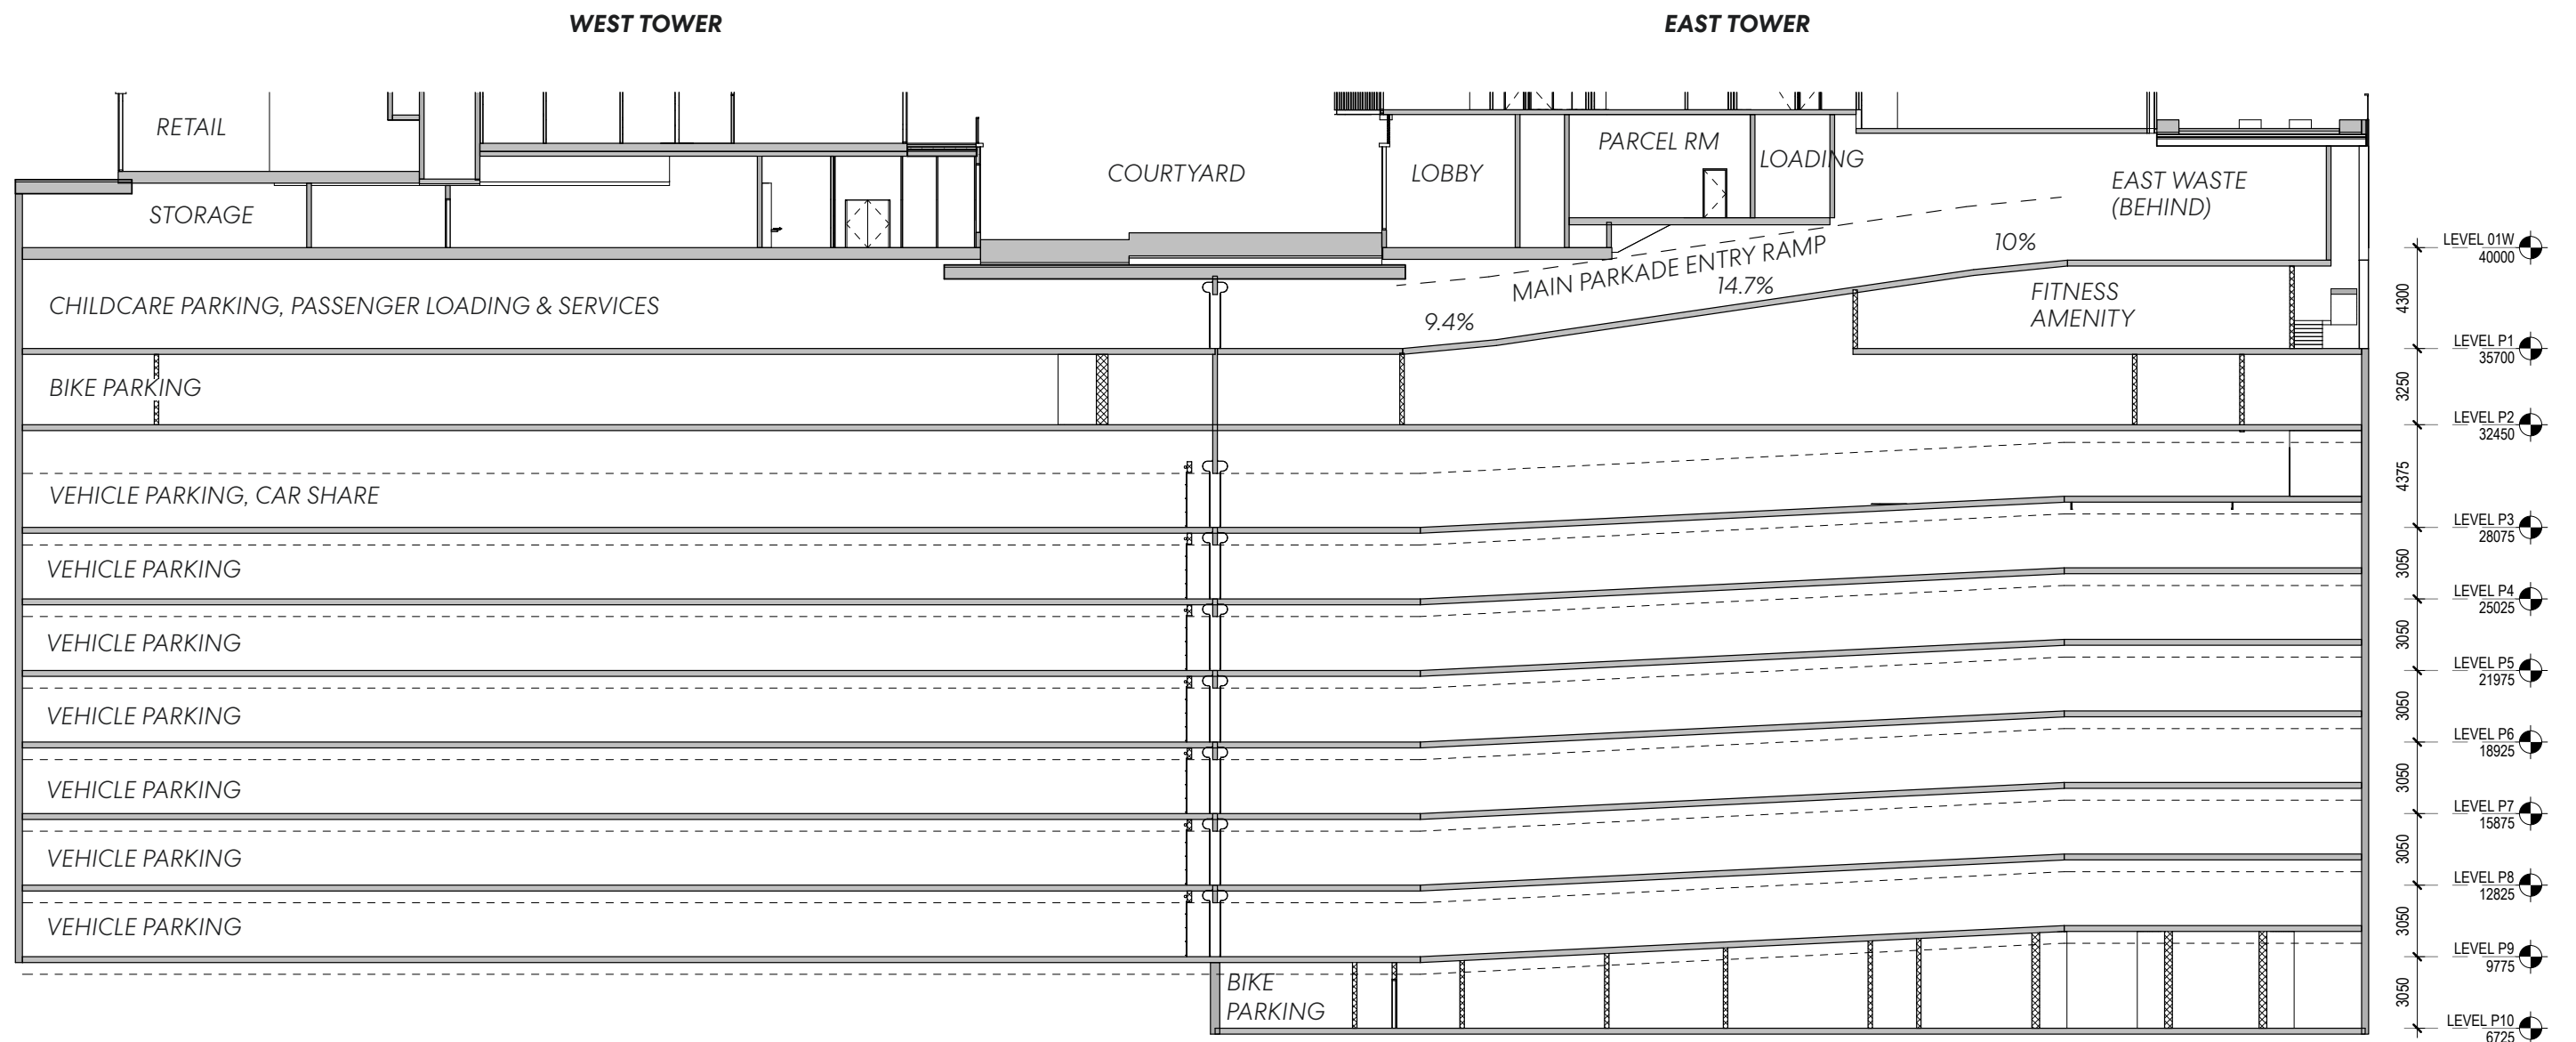 WEST TOWER
EAST TOWER
RETAIL
STORAGE
COURTYARD
LOBBY
PARCEL RM
LOADING
EAST WASTE
(BEHIND)
MAIN PARKADE ENTRY RAMP
9.4%
14.7%
10%
CHILDCARE PARKING, PASSENGER LOADING & SERVICES
FITNESS
AMENITY
BIKE PARKING
VEHICLE PARKING, CAR SHARE
VEHICLE PARKING
VEHICLE PARKING
VEHICLE PARKING
VEHICLE PARKING
VEHICLE PARKING
VEHICLE PARKING
BIKE
PARKING
LEVEL 01W
40000
4300
LEVEL P1
35700
3250
LEVEL P2
32450
4375
LEVEL P3
28075
3050
LEVEL P4
25025
3050
LEVEL P5
21975
3050
LEVEL P6
18925
3050
LEVEL P7
15875
3050
LEVEL P8
12825
3050
LEVEL P9
9775
3050
LEVEL P10
6725